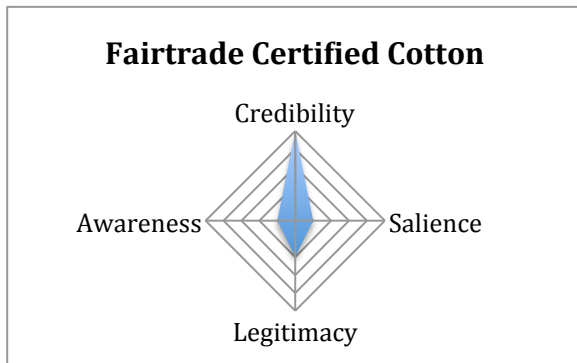 Fairtrade Certified Cotton
Credibility
Awareness
Salience
Legitimacy